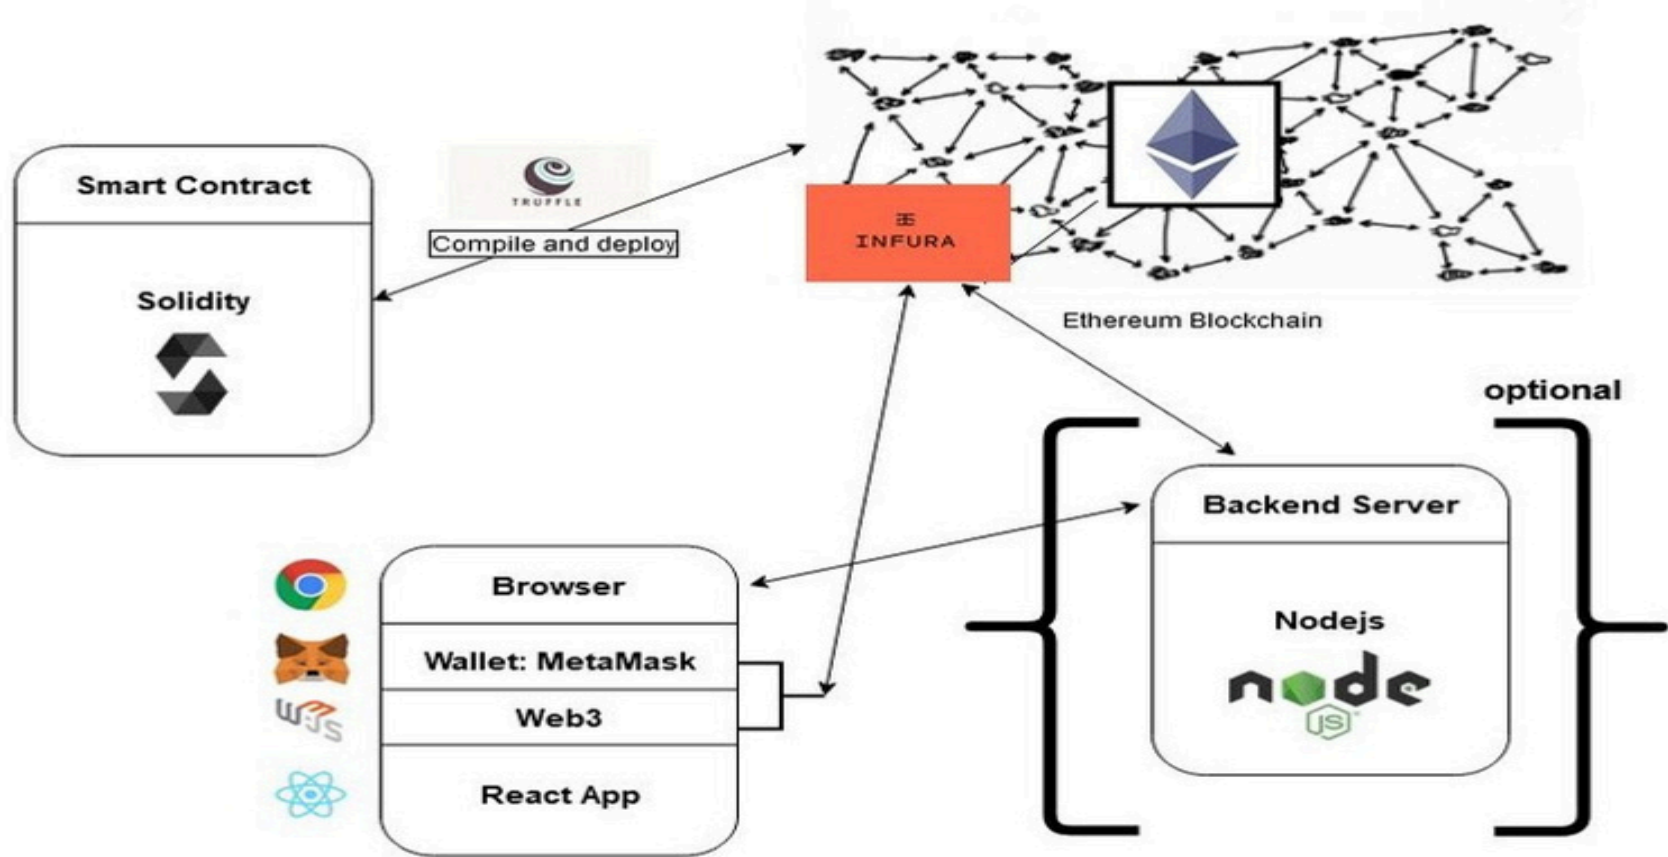 Smart Contract
Solidity
TRUFFLE
Compile and deploy
INFURA
Ethereum Blockchain
optional
Backend Server
Nodejs
node
JS
Browser
Wallet: MetaMask
Web3
React App